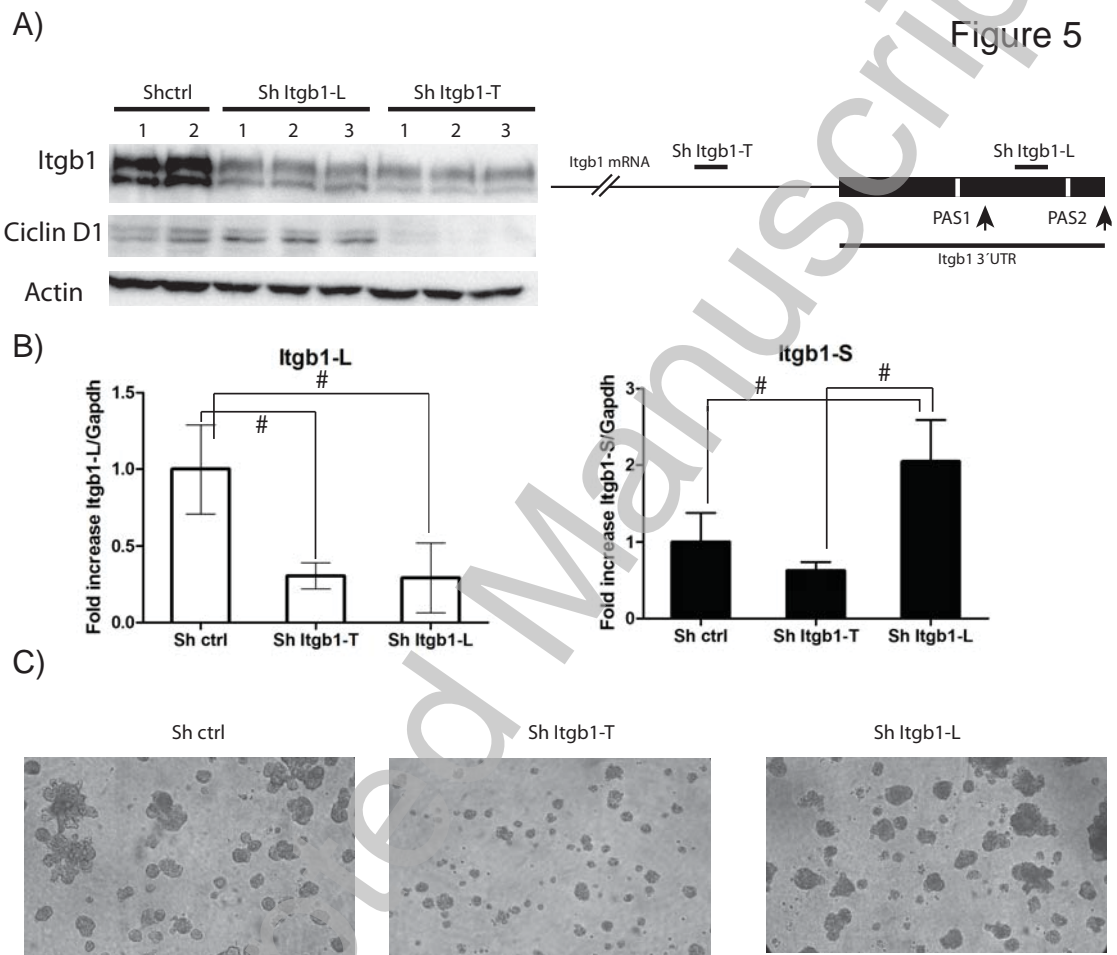 A)
Figure 5
Shctrl Sh Itgb1-L Sh Itgb1-T
1 2 1 2 3 1 2 3
Itgb1
Ciclin D1
Actin
Itgb1 mRNA
Sh Itgb1-T
Sh Itgb1-L
PAS1
PAS2
Itgb1 3´UTR
B)
Itgb1-L
Fold increase Itgb1-L/Gapdh
1.5
1.0
0.5
0.0
#
#
Sh ctrl Sh Itgb1-T Sh Itgb1-L
Itgb1-S
Fold increase Itgb1-S/Gapdh
3
2
1
0
#
#
Sh ctrl Sh Itgb1-T Sh Itgb1-L
C)
Sh ctrl
Sh Itgb1-T
Sh Itgb1-L
ed Manuscrip